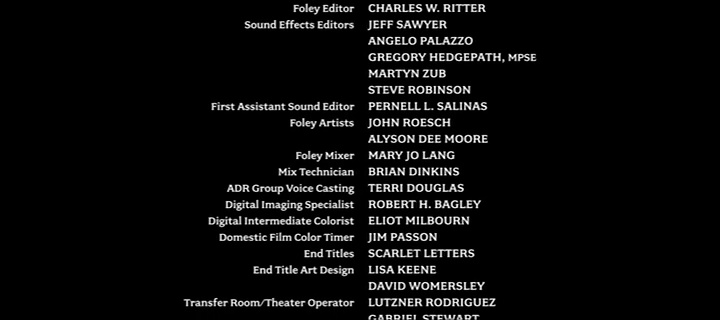 Foley Editor CHARLES W. RITTER
Sound Effects Editors JEFF SAWYER
ANGELO PALAZZO
GREGORY HEDGEPATH, MPSE
MARTYN ZUB
STEVE ROBINSON
First Assistant Sound Editor PERNELL L. SALINAS
Foley Artists JOHN ROESCH
ALYSON DEE MOORE
Foley Mixer MARY JO LANG
Mix Technician BRIAN DINKINS
ADR Group Voice Casting TERRI DOUGLAS
Digital Imaging Specialist ROBERT H. BAGLEY
Digital Intermediate Colorist ELIOT MILBOURN
Domestic Film Color Timer JIM PASSON
End Titles SCARLET LETTERS
End Title Art Design LISA KEENE
DAVID WOMERSLEY
Transfer Room/Theater Operator LUTZNER RODRIGUEZ
GABRIEL STEWART